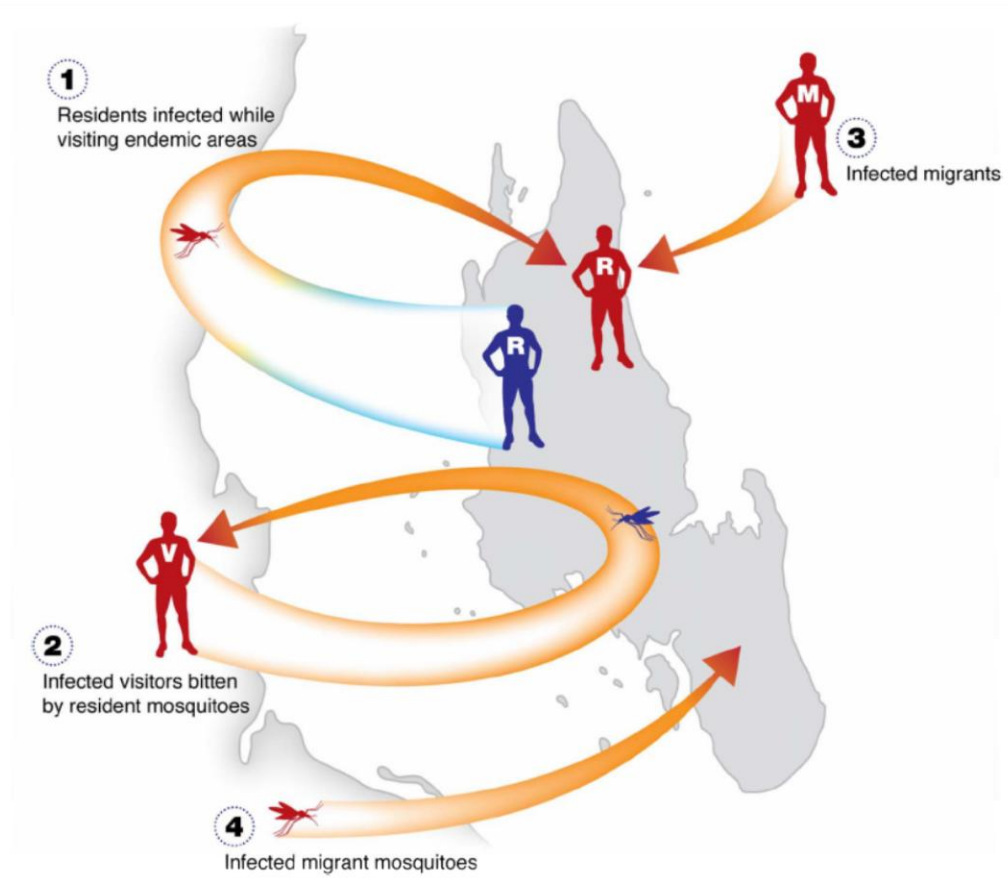 1
Residents infected while
visiting endemic areas
M
3
Infected migrants
R
R
V
2
Infected visitors bitten
by resident mosquitoes
4
Infected migrant mosquitoes